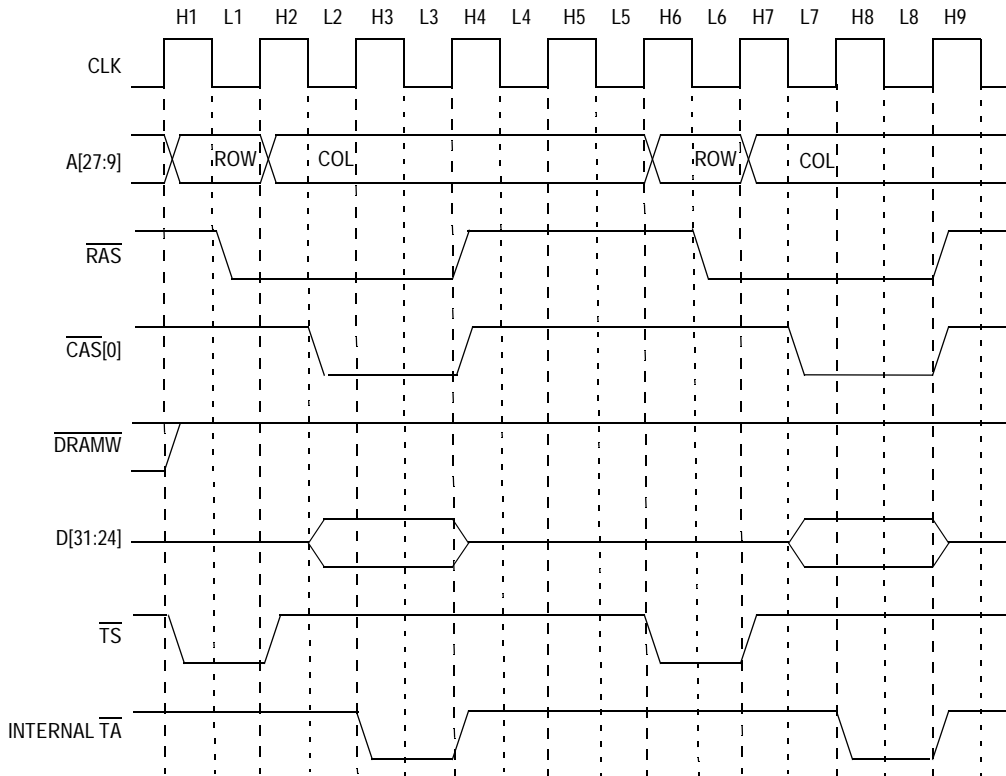 H1 L1 H2 L2 H3 L3 H4 L4 H5 L5 H6 L6 H7 L7 H8 L8 H9
CLK
A[27:9] ROW COL ROW COL
RAS
CAS[0]
DRAMW
D[31:24]
TS
INTERNAL TA